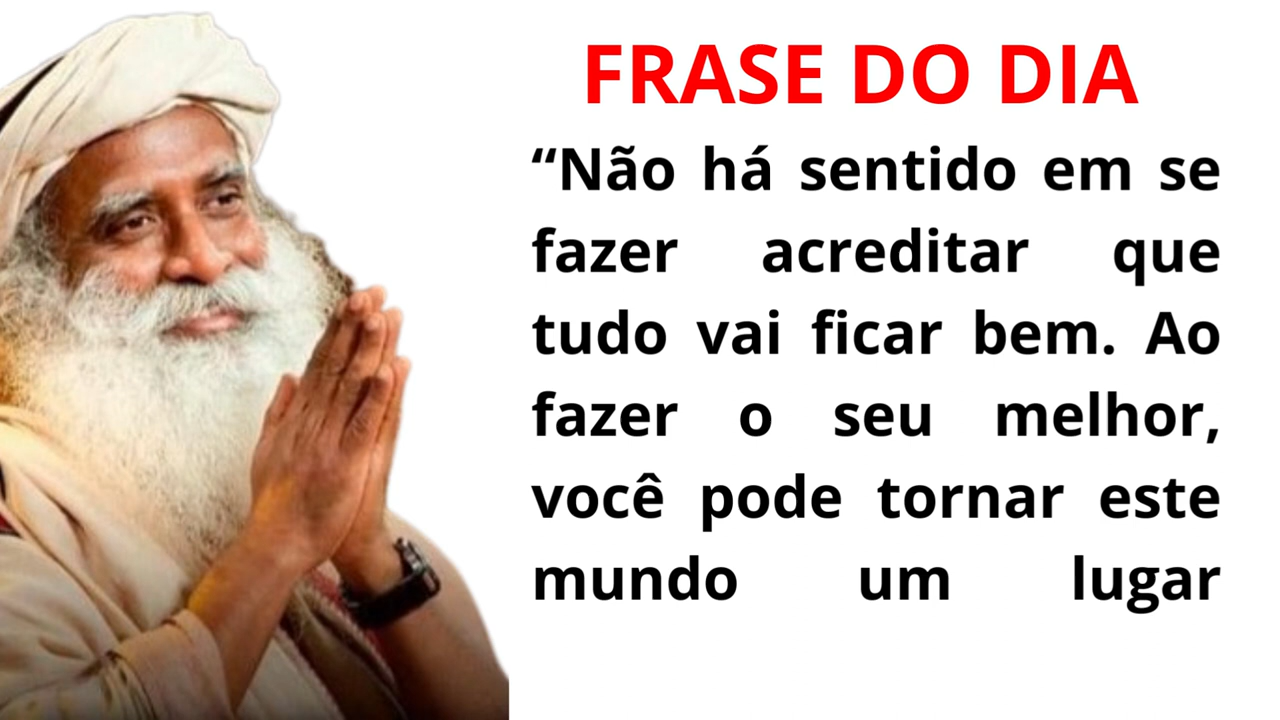 FRASE DO DIA
“Não há sentido em se
fazer acreditar que
tudo vai ficar bem. Ao
fazer o seu melhor,
você pode tornar este
mundo um lugar